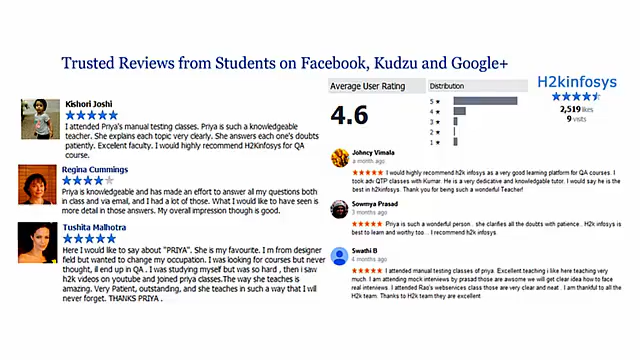 Trusted Reviews from Students on Facebook, Kudzu and Google+
Kishori Joshi
I attended Priya's manual testing classes. Priya is such a knowledgeable
teacher. She explains each topic very clearly. She answers each one's doubts
patiently. Excellent faculty. I would highly recommend H2Kinfosys for QA
course.
Regina Cummings
Priya is knowledgeable and has made an effort to answer all my questions both
in class and via email, and I had a lot of those. What I would like to have seen is
more detail in those answers. My overall impression though is good.
Tushita Malhotra
Here I would like to say about "PRIYA". She is my favourite. I m from designer
field but wanted to change my occupation. I was looking for courses but never
thought, ill end up in QA . I was studying myself but was so hard , then i saw
h2k videos on youtube and joined priya classes.The way she teaches is
amazing. Very Patient, outstanding, and she teaches in such a way that I will
never forget. THANKS PRIYA .
Average User Rating
4.6
Distribution
5 ★
4 ★
3 ★
2 ★
1 ★
H2kinfosys
2,519 likes
9 visits
Johncy Vimala
a month ago
★★★★★ I would highly recommend h2k infosys as a very good learning platform for QA courses. I
took adv QTP classes with Kumar. He is a very dedicative and knowledgable tutor. I would say he is the
best in h2kinfosys. Thank you for being such a wonderful Teacher!
Sowmya Prasad
3 months ago
★★★★★ Priya is such a wonderful person . she clarifies all the doubts with patience . H2k infosys is
best to learn and worthy too . . I recommend h2k infosys
Swathi B
4 months ago
★★★★★ I attended manual testing classes of priya. Excellent teaching i like here teaching very
much. I am attending mock interviews by prasad those are awsome we will get clear idea how to face
real interviews. I attended Rao's webservices class those are very clear and neat . I am thankful to all the
H2k team. Thanks to H2k team they are excellent.